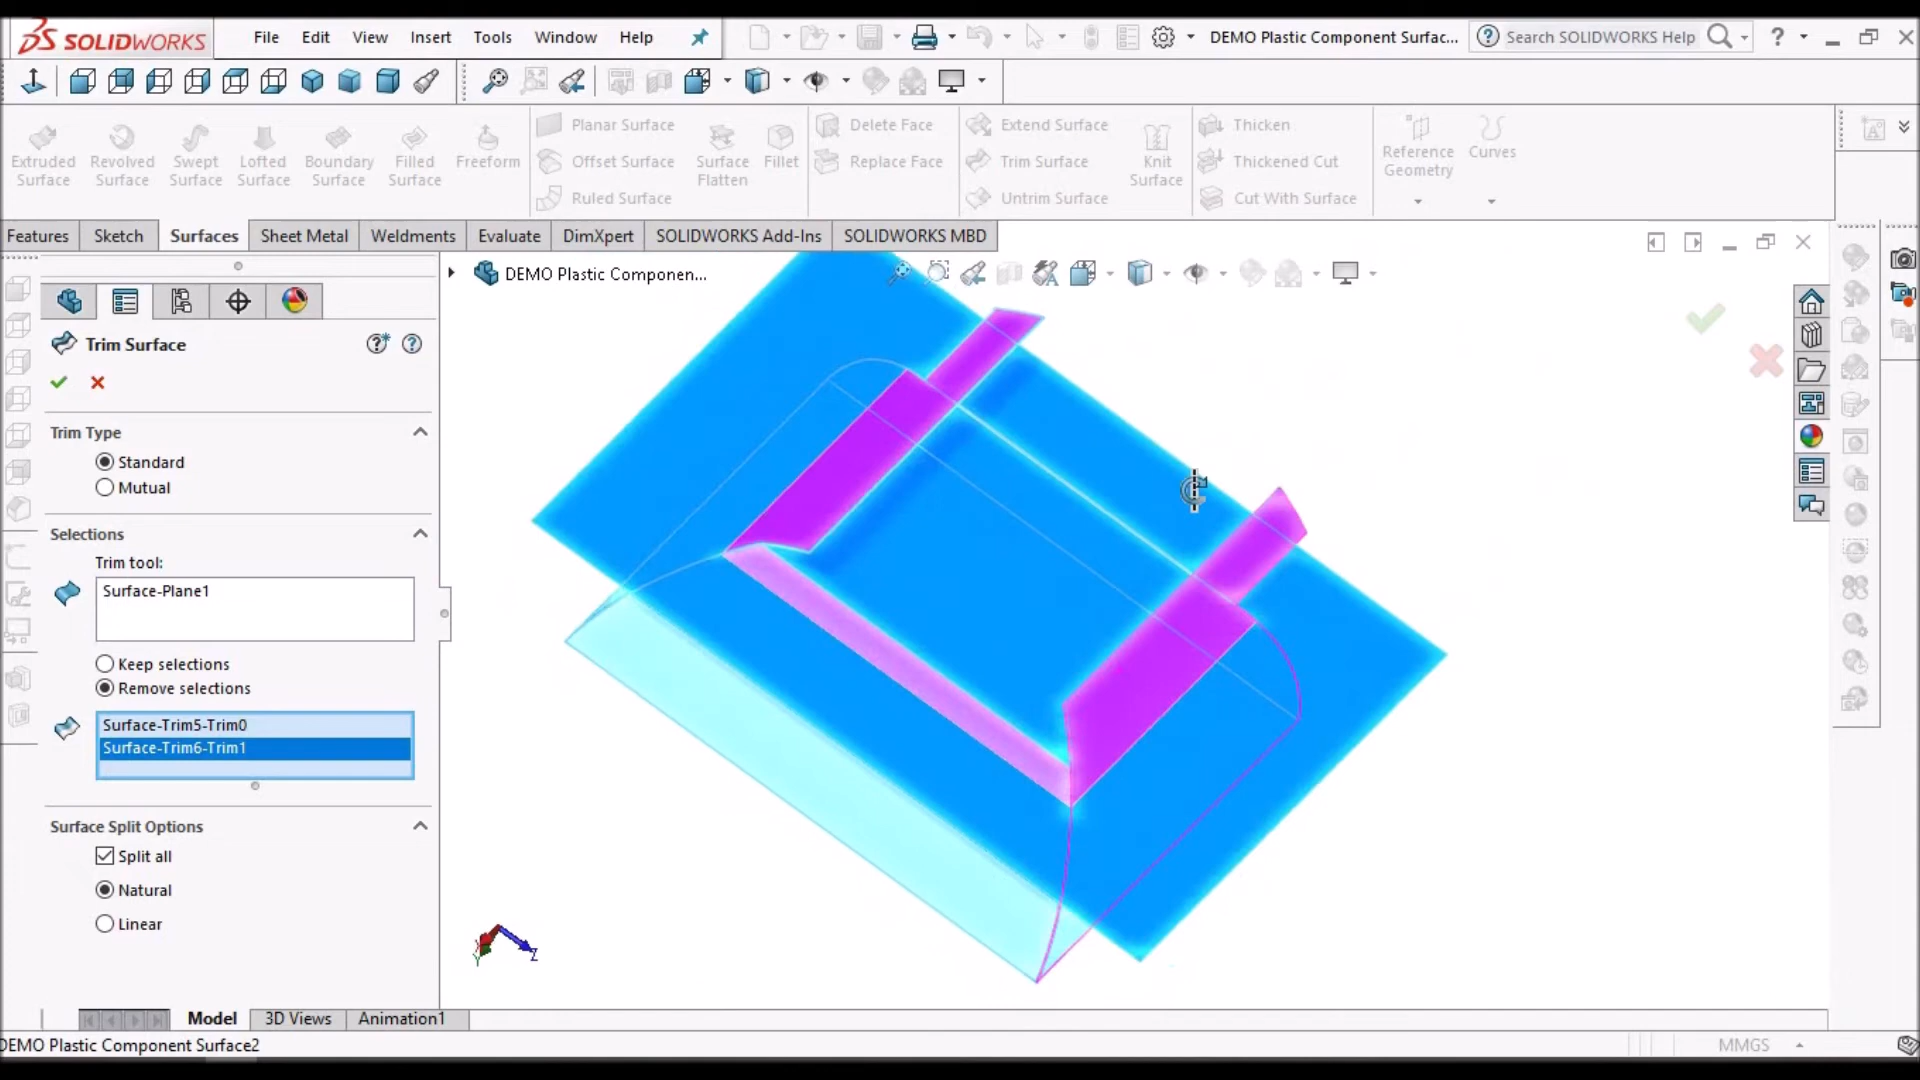 SOLIDWORKS File Edit View Insert Tools Window Help DEMO Plastic Component Surfac... Search SOLIDWORKS Help ?
Extruded Surface
Revolved Surface
Swept Surface
Lofted Surface
Boundary Surface
Filled Surface
Freeform
Planar Surface
Offset Surface
Ruled Surface
Surface Flatten
Fillet
Delete Face
Replace Face
Extend Surface
Trim Surface
Untrim Surface
Knit Surface
Thicken
Thickened Cut
Cut With Surface
Reference Geometry
Curves
Features Sketch Surfaces Sheet Metal Weldments Evaluate DimXpert SOLIDWORKS Add-Ins SOLIDWORKS MBD
DEMO Plastic Componen...
Trim Surface
Trim Type
Standard
Mutual
Selections
Trim tool:
Surface-Plane1
Keep selections
Remove selections
Surface-Trim5-Trim0
Surface-Trim6-Trim1
Surface Split Options
Split all
Natural
Linear
Y Z
Model 3D Views Animation1
DEMO Plastic Component Surface2 MMGS